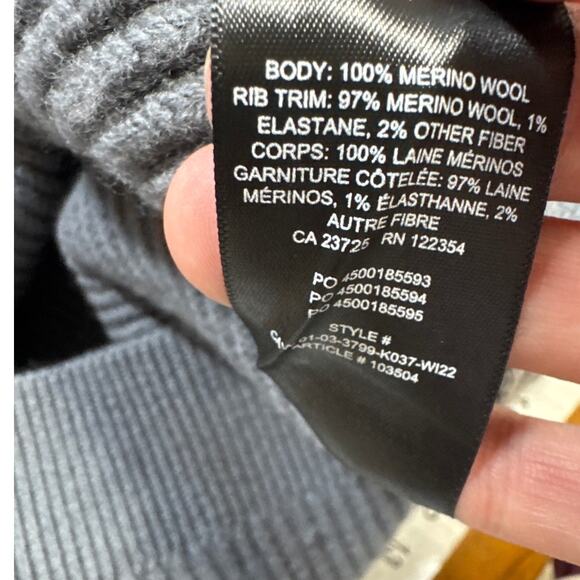 BODY: 100% MERINO WOOL
RIB TRIM: 97% MERINO WOOL, 1%
ELASTANE, 2% OTHER FIBER
CORPS: 100% LAINE MÉRINOS
GARNITURE CÔTELÉE: 97% LAINE
MÉRINOS, 1% ÉLASTHANNE, 2%
AUTRE FIBRE
CA 23725 RN 122354
PO 4500185593
PO 4500185594
PO 4500185595
STYLE #
01-03-3799-K037-WI22
ARTICLE # 103504